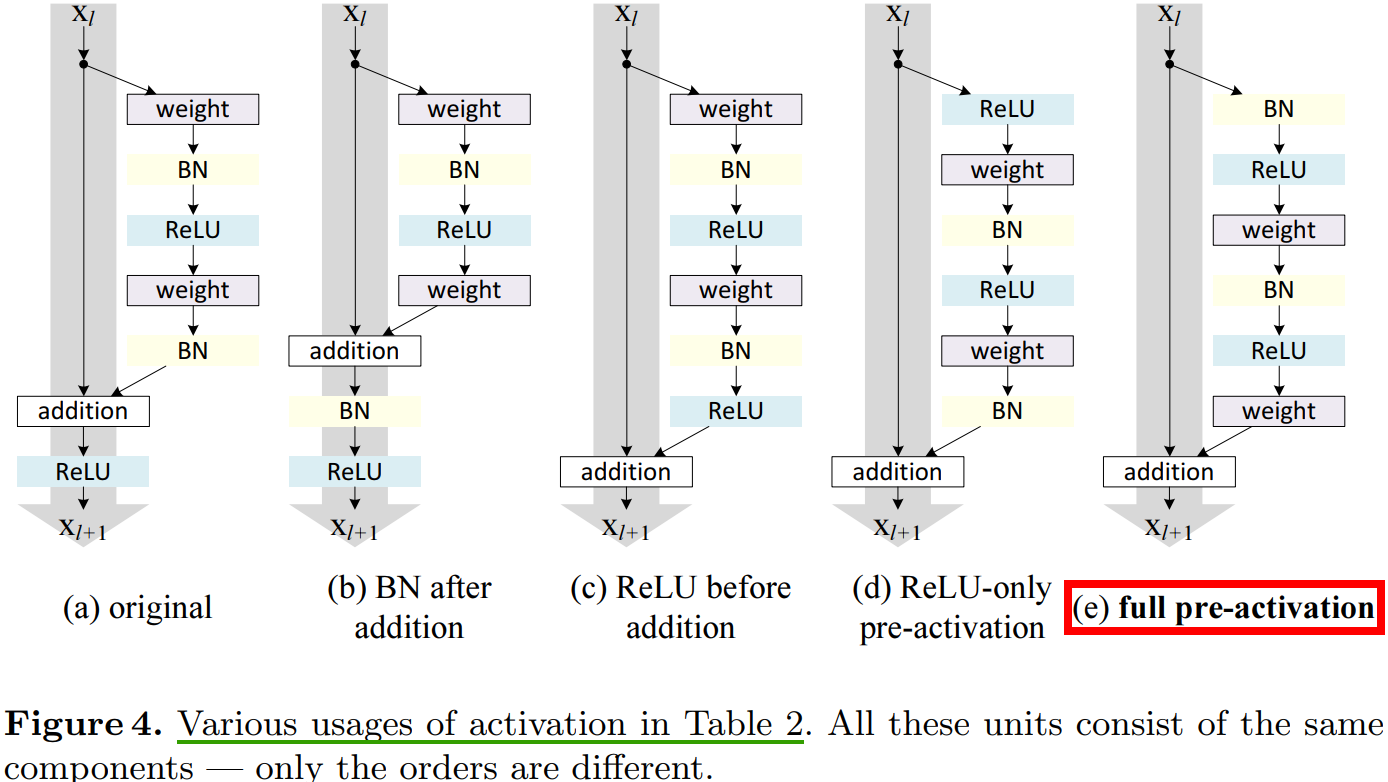 x_l
weight
BN
ReLU
weight
BN
addition
ReLU
x_{l+1}
(a) original
x_l
weight
BN
ReLU
weight
addition
BN
ReLU
x_{l+1}
(b) BN after
addition
x_l
weight
BN
ReLU
weight
BN
ReLU
addition
x_{l+1}
(c) ReLU before
addition
x_l
ReLU
weight
BN
ReLU
weight
BN
addition
x_{l+1}
(d) ReLU-only
pre-activation
x_l
BN
ReLU
weight
BN
ReLU
weight
addition
x_{l+1}
(e) full pre-activation
Figure 4. Various usages of activation in Table 2. All these units consist of the same
components — only the orders are different.